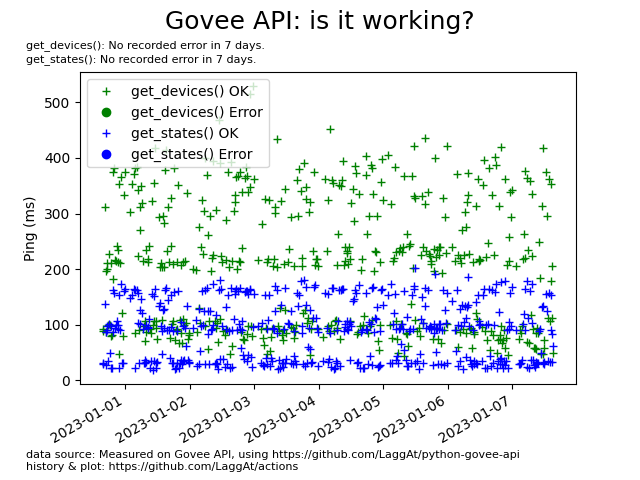 Govee API: is it working?
get_devices(): No recorded error in 7 days.
get_states(): No recorded error in 7 days.
get_devices() OK
get_devices() Error
get_states() OK
get_states() Error
Ping (ms)
500
400
300
200
100
0
2023-01-01
2023-01-02
2023-01-03
2023-01-04
2023-01-05
2023-01-06
2023-01-07
data source: Measured on Govee API, using https://github.com/LaggAt/python-govee-api
history & plot: https://github.com/LaggAt/actions